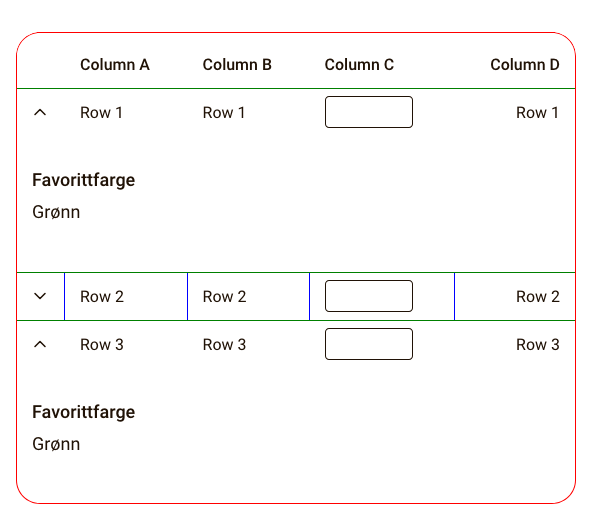 Column A Column B Column C Column D
Row 1 Row 1 Row 1
Favorittfarge
Grønn
Row 2 Row 2 Row 2
Row 3 Row 3 Row 3
Favorittfarge
Grønn